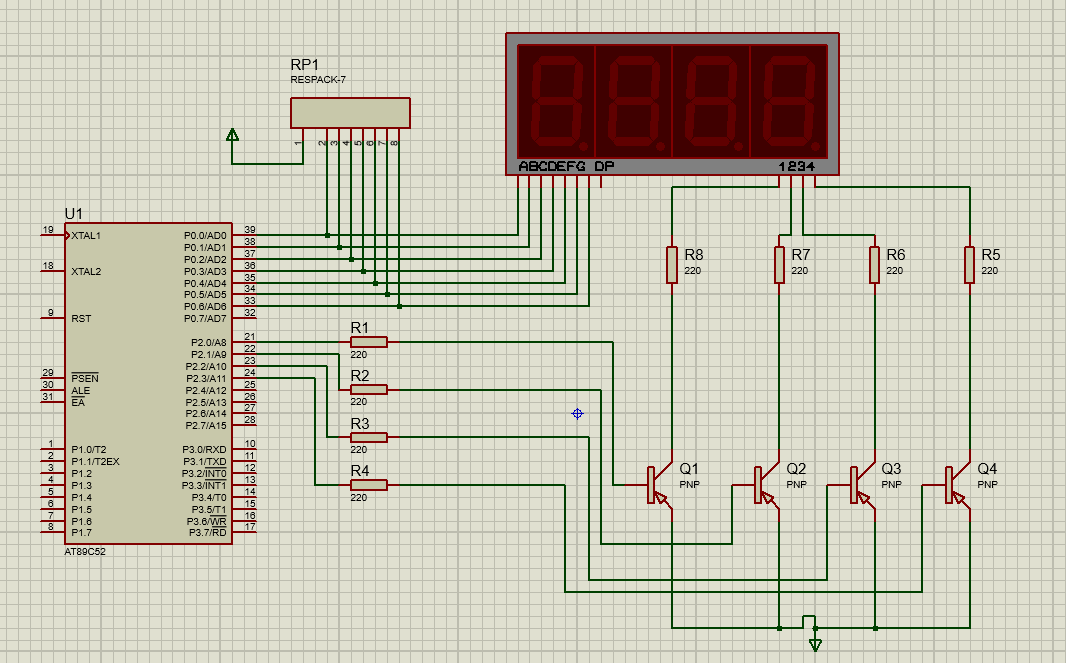 RP1
RESPACK-7
1 2 3 4 5 6 7 8
ABCDEFG DP
1234
U1
19 XTAL1
18 XTAL2
9 RST
29 PSEN
30 ALE
31 EA
1 P1.0/T2
2 P1.1/T2EX
3 P1.2
4 P1.3
5 P1.4
6 P1.5
7 P1.6
8 P1.7
P0.0/AD0 39
P0.1/AD1 38
P0.2/AD2 37
P0.3/AD3 36
P0.4/AD4 35
P0.5/AD5 34
P0.6/AD6 33
P0.7/AD7 32
P2.0/A8 21
P2.1/A9 22
P2.2/A10 23
P2.3/A11 24
P2.4/A12 25
P2.5/A13 26
P2.6/A14 27
P2.7/A15 28
P3.0/RXD 10
P3.1/TXD 11
P3.2/INT0 12
P3.3/INT1 13
P3.4/T0 14
P3.5/T1 15
P3.6/WR 16
P3.7/RD 17
AT89C52
R1
220
R2
220
R3
220
R4
220
R8
220
R7
220
R6
220
R5
220
Q1
PNP
Q2
PNP
Q3
PNP
Q4
PNP